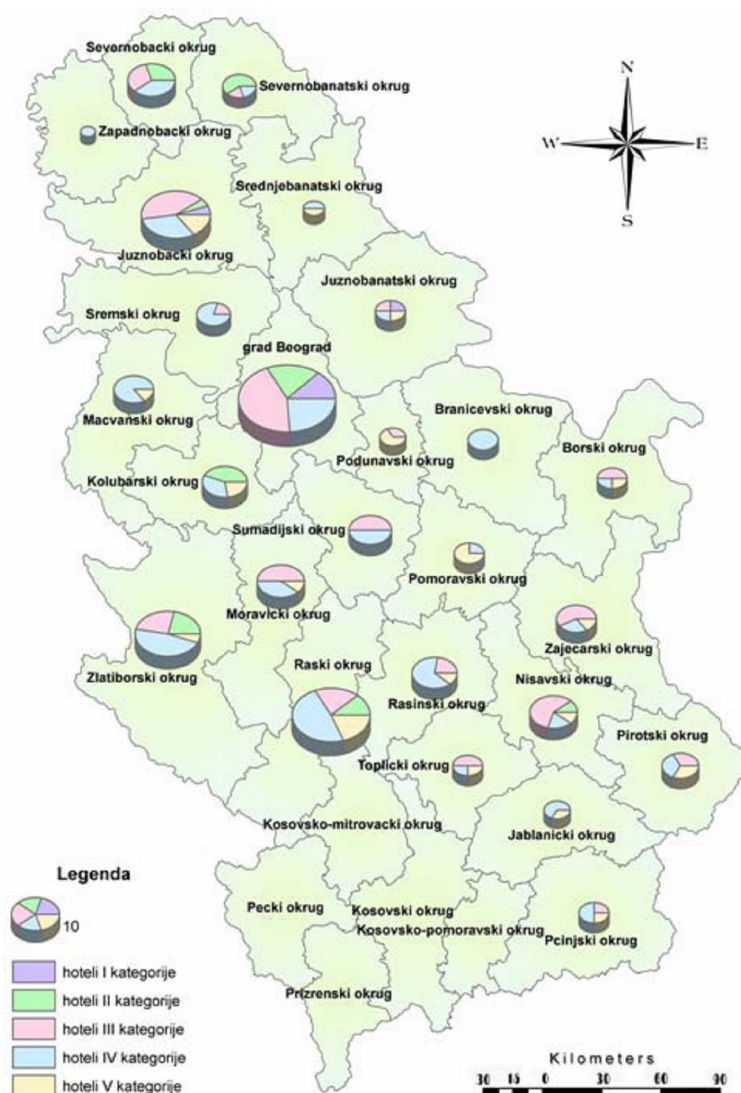 Severnobacki okrug
Severnobanatski okrug
Zapadnobacki okrug
N
W
E
S
Srednjebanatski okrug
Juznobacki okrug
Juznobanatski okrug
Sremski okrug
grad Beograd
Branicevski okrug
Macvanski okrug
Podunavski okrug
Borski okrug
Kolubarski okrug
Sumadijski okrug
Pomoravski okrug
Moravicki okrug
Zajecarski okrug
Zlatiborski okrug
Raski okrug
Rasinski okrug
Nisavski okrug
Pirotski okrug
Toplicki okrug
Kosovsko-mitrovacki okrug
Jablanicki okrug
Pecki okrug
Kosovski okrug
Kosovsko-pomoravski okrug
Pcinjski okrug
Prizrenski okrug
Legenda
10
hoteli I kategorije
hoteli II kategorije
hoteli III kategorije
hoteli IV kategorije
hoteli V kategorije
Kilometers
30 15 0 30 60 90